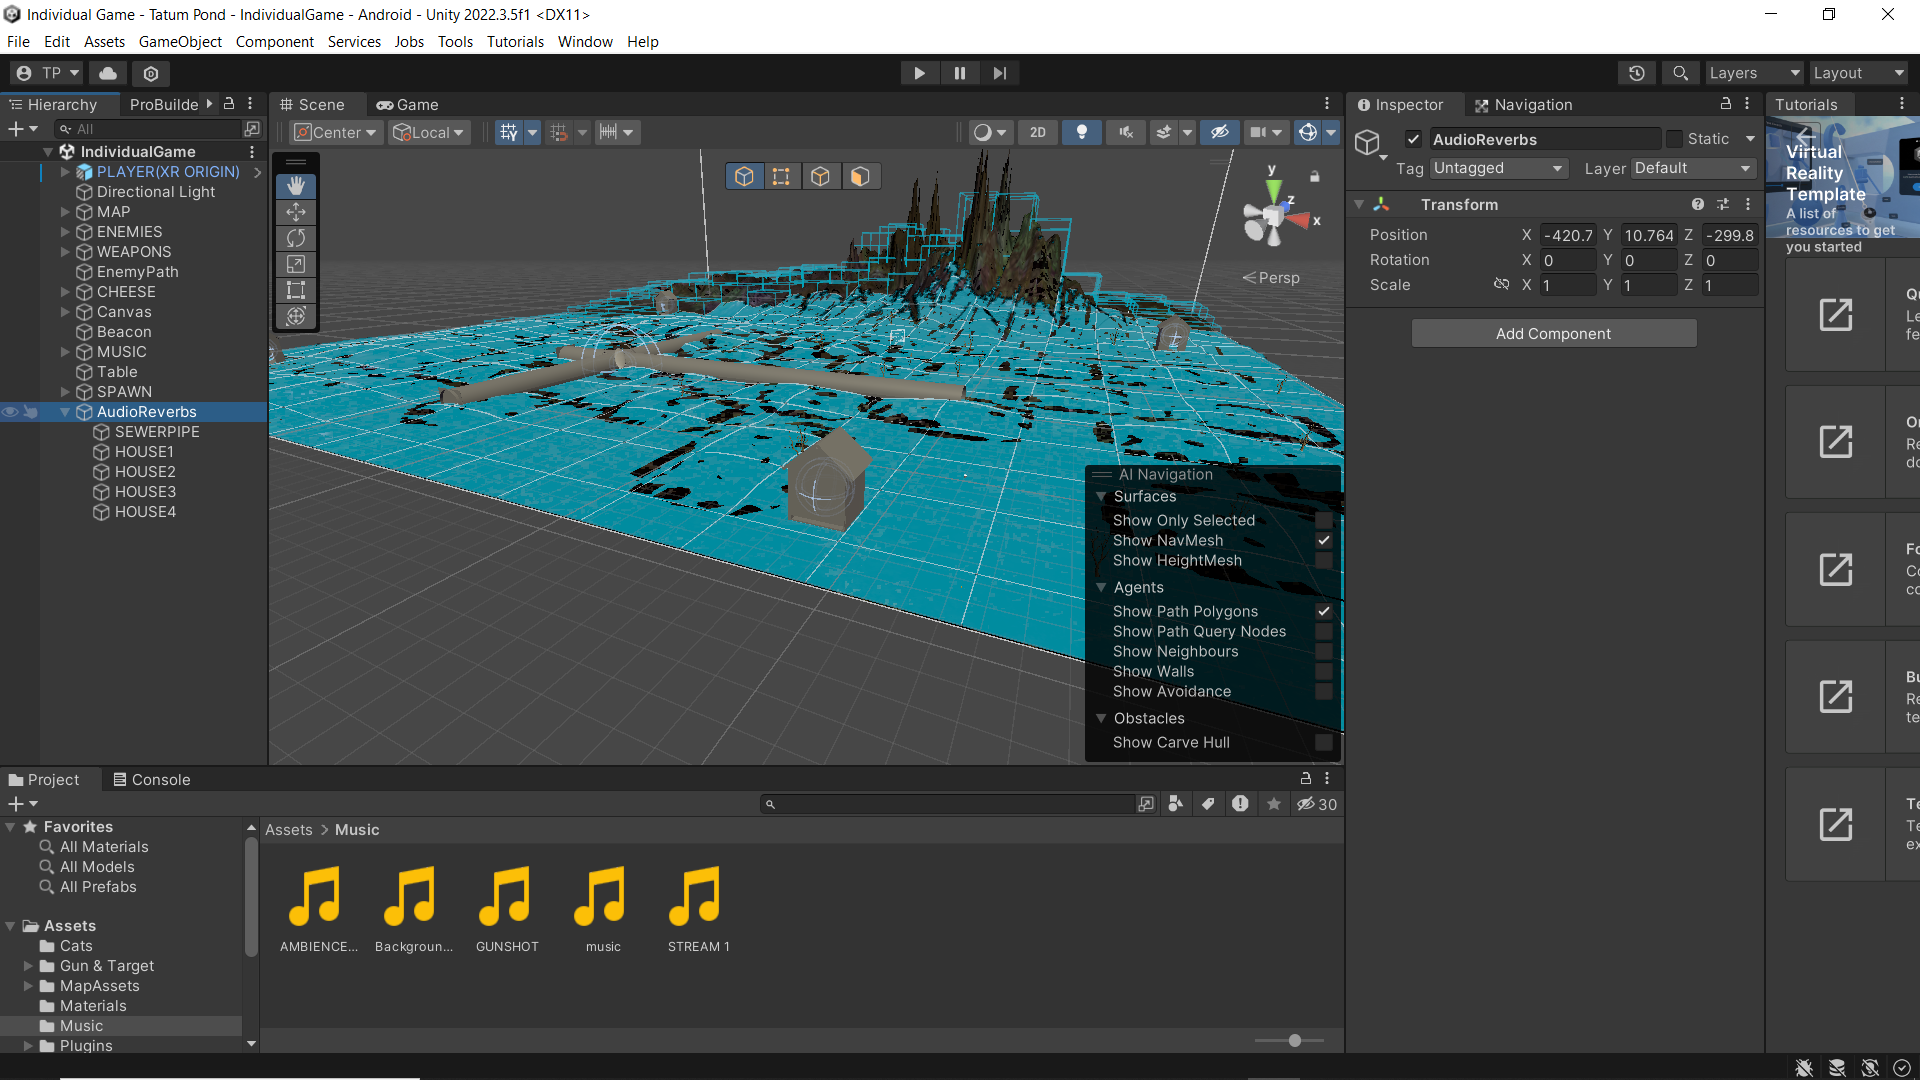 Individual Game - Tatum Pond - IndividualGame - Android - Unity 2022.3.5f1 <DX11>
File Edit Assets GameObject Component Services Jobs Tools Tutorials Window Help
TP
Layers
Layout
Hierarchy
ProBuilde
All
IndividualGame
PLAYER(XR ORIGIN)
Directional Light
MAP
ENEMIES
WEAPONS
EnemyPath
CHEESE
Canvas
Beacon
MUSIC
Table
SPAWN
AudioReverbs
SEWERPIPE
HOUSE1
HOUSE2
HOUSE3
HOUSE4
Scene
Game
Center
Local
2D
y
z
x
Persp
AI Navigation
Surfaces
Show Only Selected
Show NavMesh
Show HeightMesh
Agents
Show Path Polygons
Show Path Query Nodes
Show Neighbours
Show Walls
Show Avoidance
Obstacles
Show Carve Hull
Inspector
Navigation
AudioReverbs
Static
Tag Untagged
Layer Default
Transform
Position X -420.7 Y 10.764 Z -299.8
Rotation X 0 Y 0 Z 0
Scale X 1 Y 1 Z 1
Add Component
Tutorials
Virtual
Reality
Template
A list of
resources to get
you started
Qu
Le
fe
Or
Re
do
Fo
Co
co
Bu
Re
te
Te
Te
ex
Project
Console
30
Favorites
All Materials
All Models
All Prefabs
Assets
Cats
Gun & Target
MapAssets
Materials
Music
Plugins
Assets > Music
AMBIENCE...
Backgroun...
GUNSHOT
music
STREAM 1